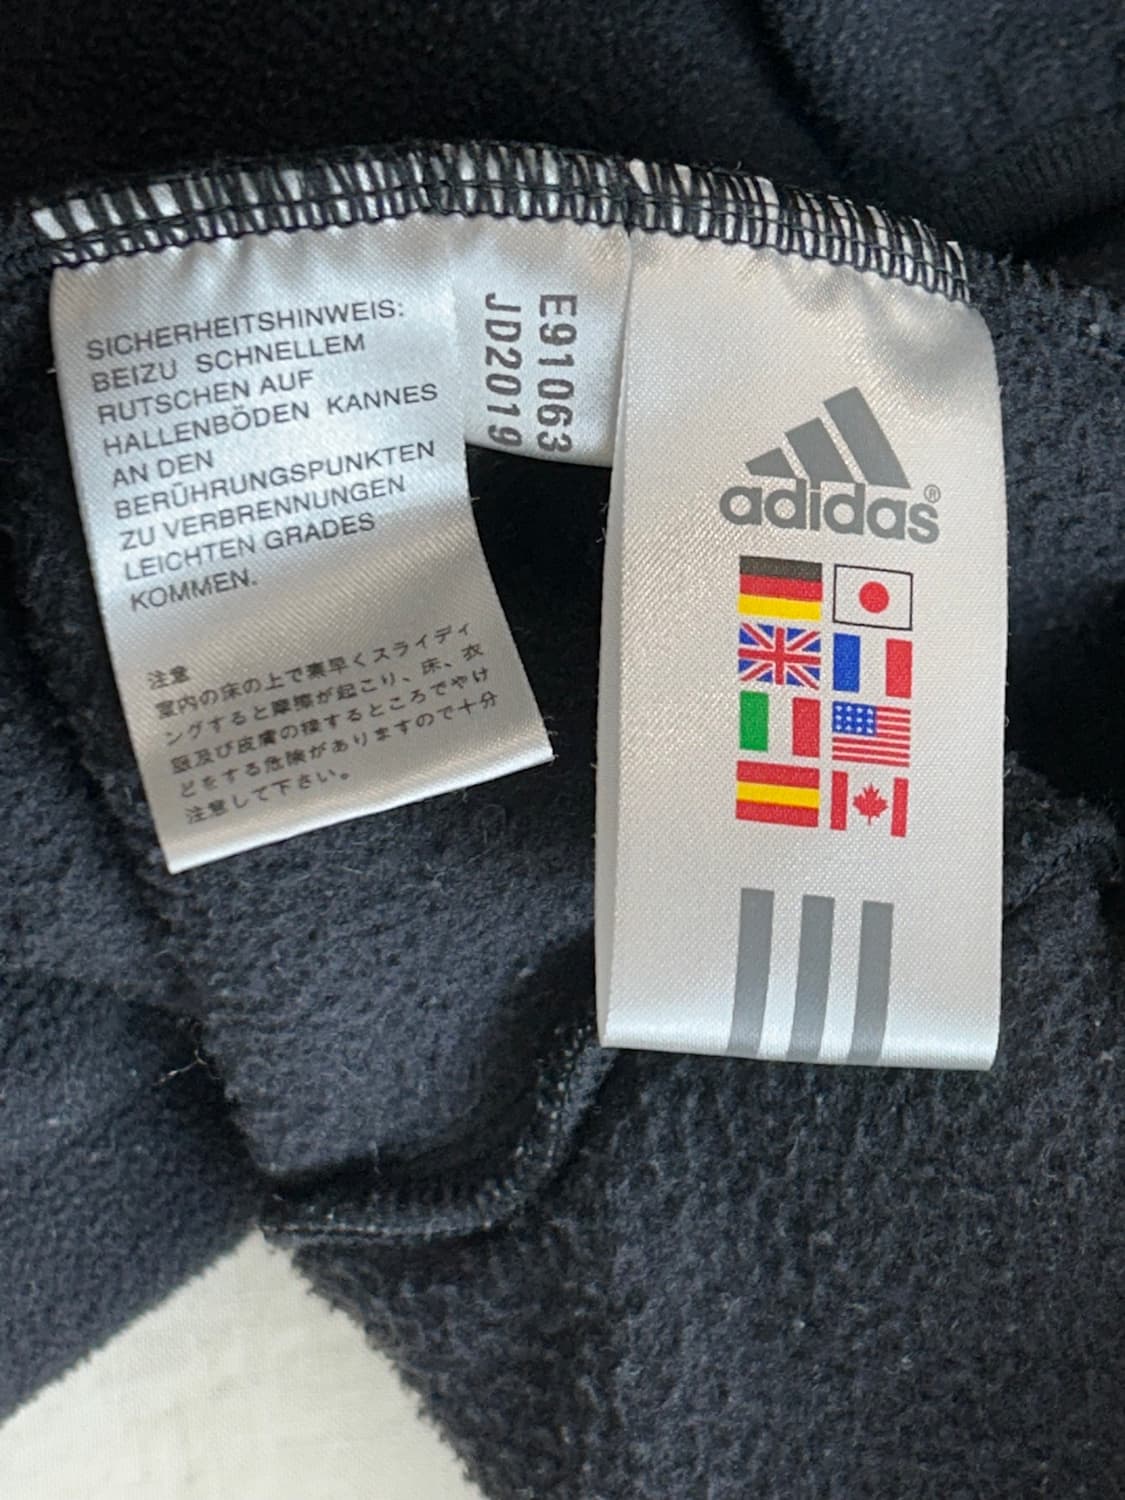 SICHERHEITSHINWEIS:
BEIZU SCHNELLEM
RUTSCHEN AUF
HALLENBÖDEN KANNES
AN DEN
BERÜHRUNGSPUNKTEN
ZU VERBRENNUNGEN
LEICHTEN GRADES
KOMMEN.
注意
室内の床の上で素早くスライディ
ングすると摩擦が起こり、床、衣
服及び皮膚の接するところでやけ
どをする危険がありますので十分
注意して下さい。
E91063
JD2019
adidas®